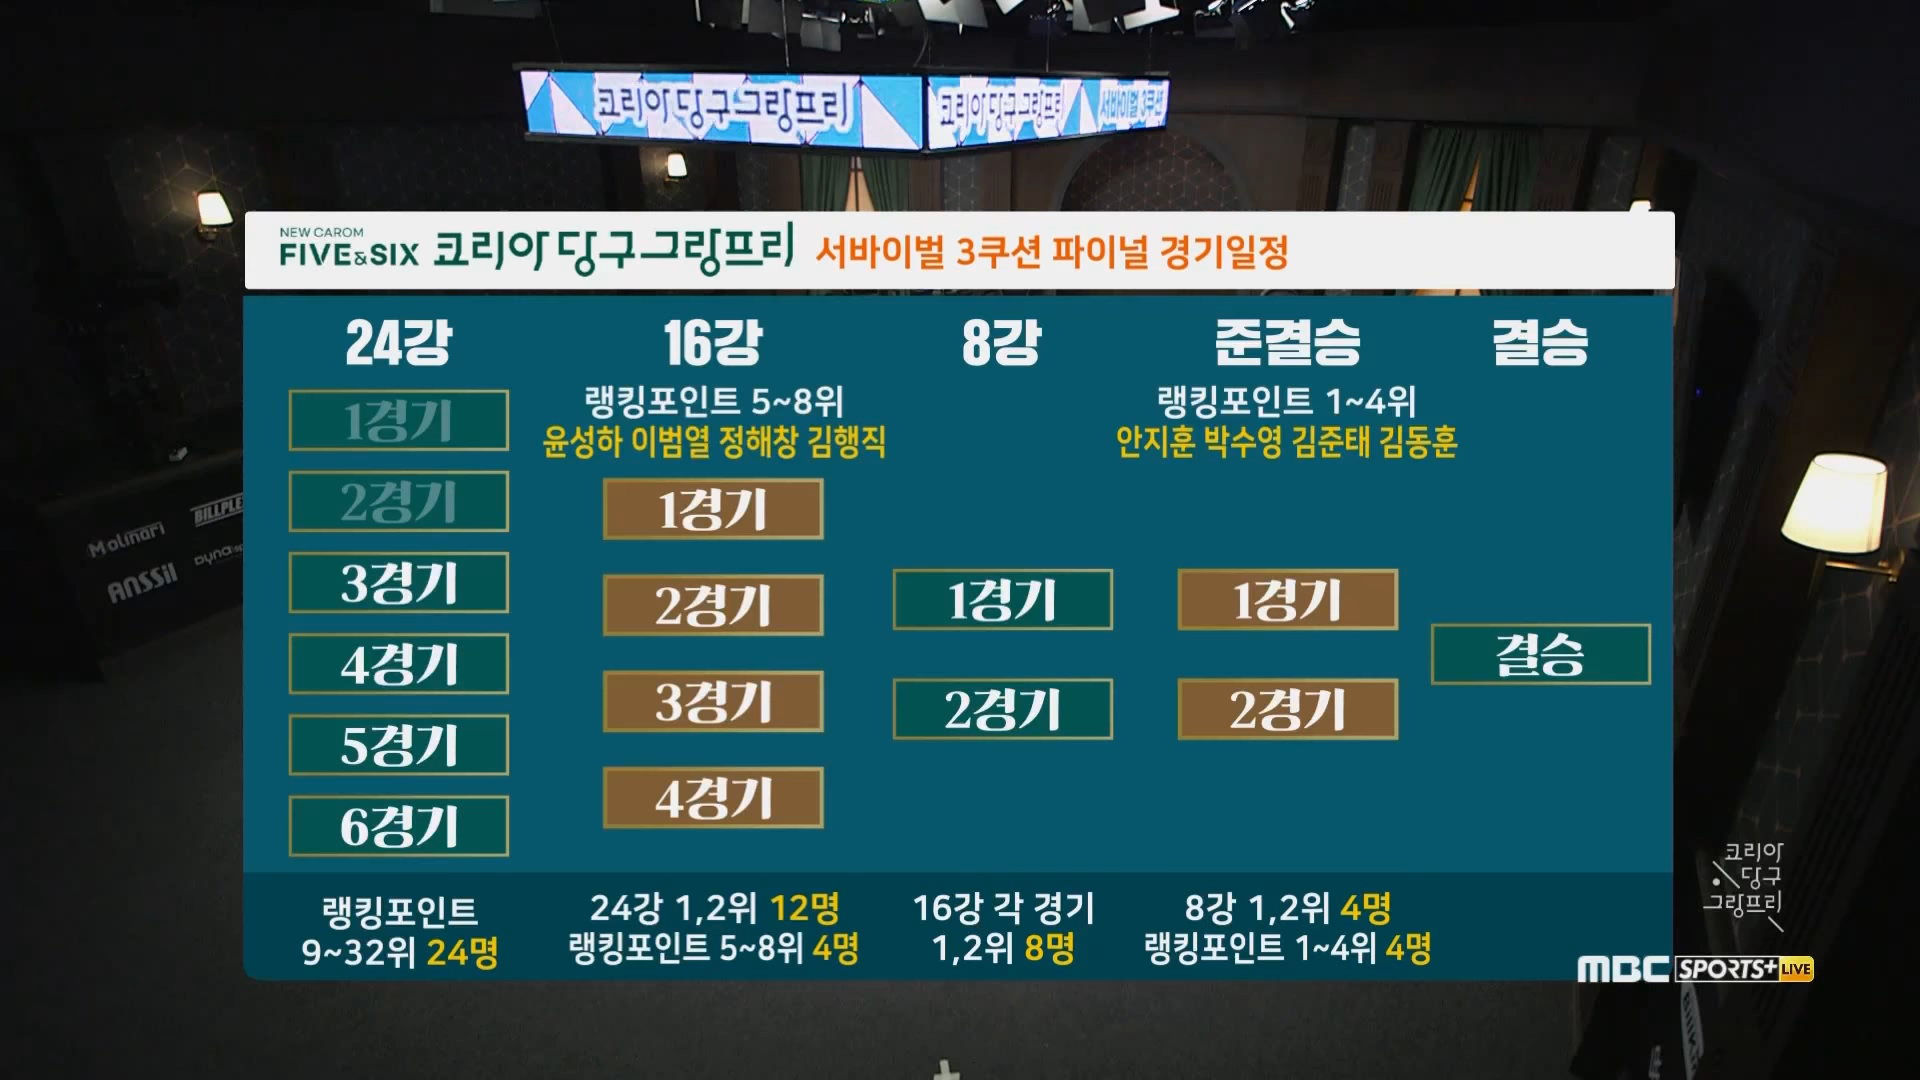 코리아 당구 그랑프리
코리아 당구 그랑프리 서바이벌 3쿠션
NEW CAROM
FIVE&SIX 코리아 당구 그랑프리 서바이벌 3쿠션 파이널 경기일정
24강
1경기
2경기
3경기
4경기
5경기
6경기
랭킹포인트
9~32위 24명
16강
랭킹포인트 5~8위
윤성하 이범열 정해창 김행직
1경기
2경기
3경기
4경기
24강 1,2위 12명
랭킹포인트 5~8위 4명
8강
1경기
2경기
16강 각 경기
1,2위 8명
준결승
랭킹포인트 1~4위
안지훈 박수영 김준태 김동훈
1경기
2경기
8강 1,2위 4명
랭킹포인트 1~4위 4명
결승
결승
Molinari
ANSSil
코리아
당구
그랑프리
MBC SPORTS+ LIVE